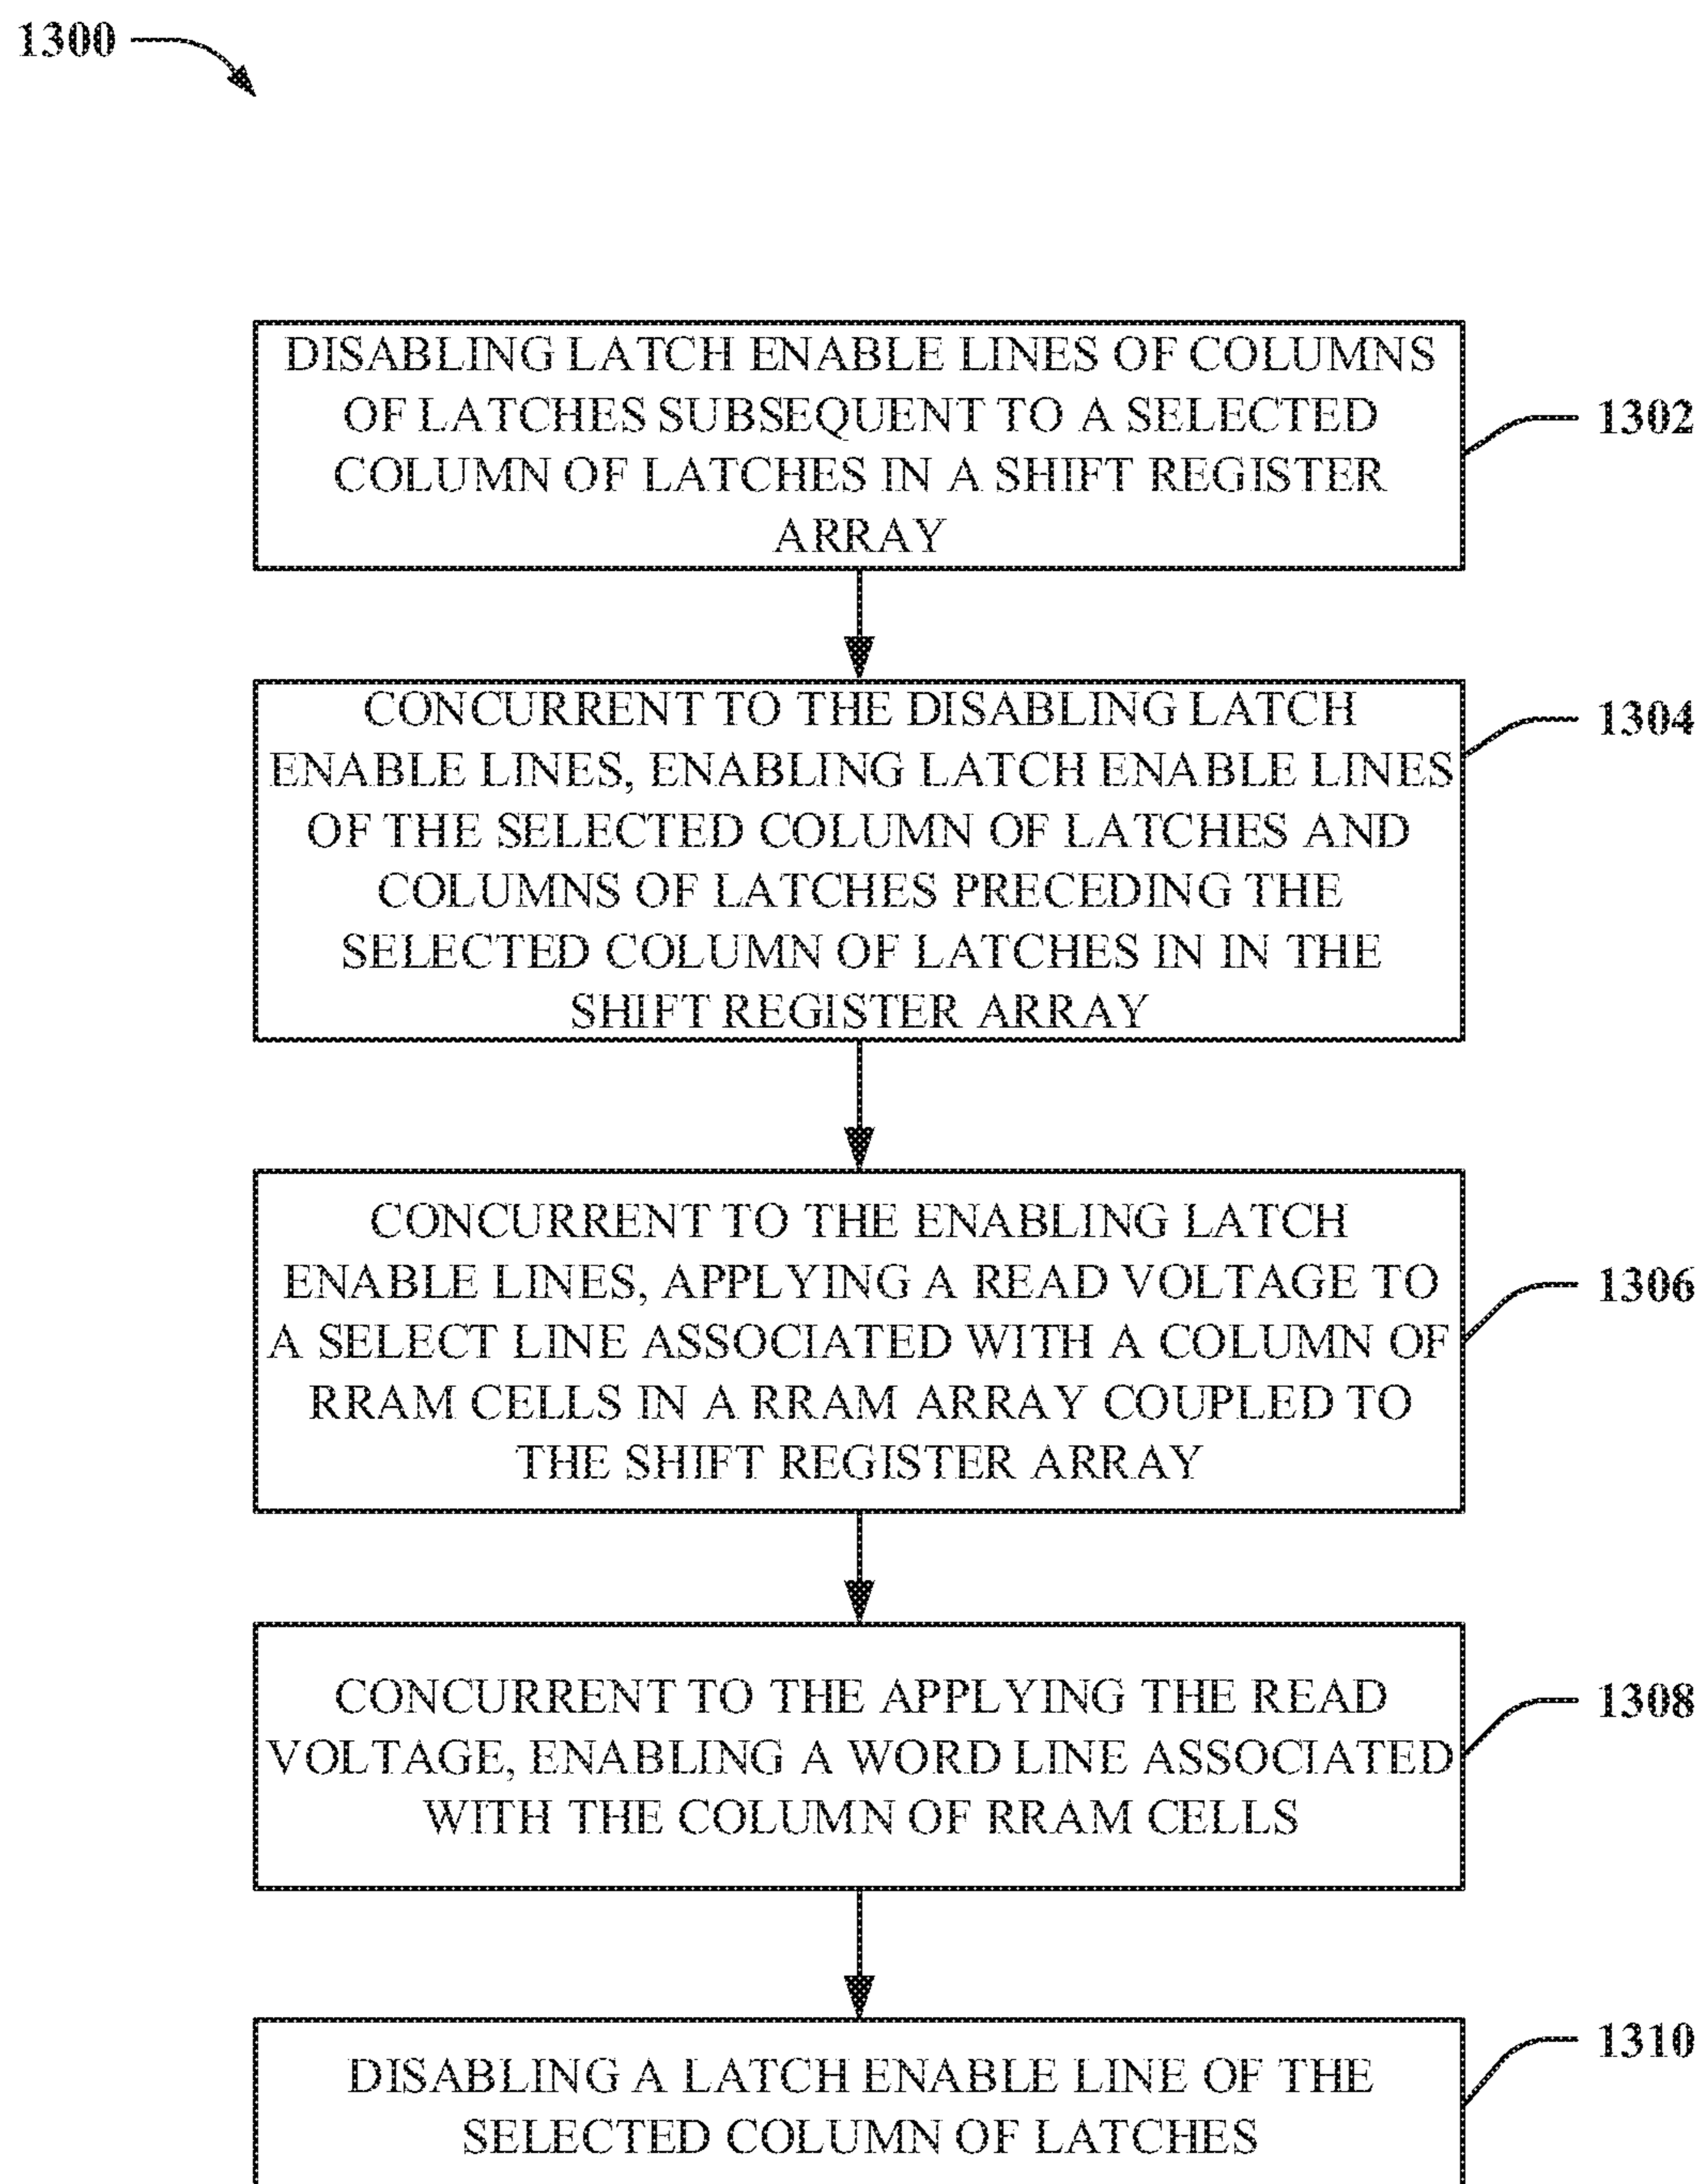 1300
DISABLING LATCH ENABLE LINES OF COLUMNS
OF LATCHES SUBSEQUENT TO A SELECTED
COLUMN OF LATCHES IN A SHIFT REGISTER
ARRAY
1302
CONCURRENT TO THE DISABLING LATCH
ENABLE LINES, ENABLING LATCH ENABLE LINES
OF THE SELECTED COLUMN OF LATCHES AND
COLUMNS OF LATCHES PRECEDING THE
SELECTED COLUMN OF LATCHES IN IN THE
SHIFT REGISTER ARRAY
1304
CONCURRENT TO THE ENABLING LATCH
ENABLE LINES, APPLYING A READ VOLTAGE TO
A SELECT LINE ASSOCIATED WITH A COLUMN OF
RRAM CELLS IN A RRAM ARRAY COUPLED TO
THE SHIFT REGISTER ARRAY
1306
CONCURRENT TO THE APPLYING THE READ
VOLTAGE, ENABLING A WORD LINE ASSOCIATED
WITH THE COLUMN OF RRAM CELLS
1308
DISABLING A LATCH ENABLE LINE OF THE
SELECTED COLUMN OF LATCHES
1310